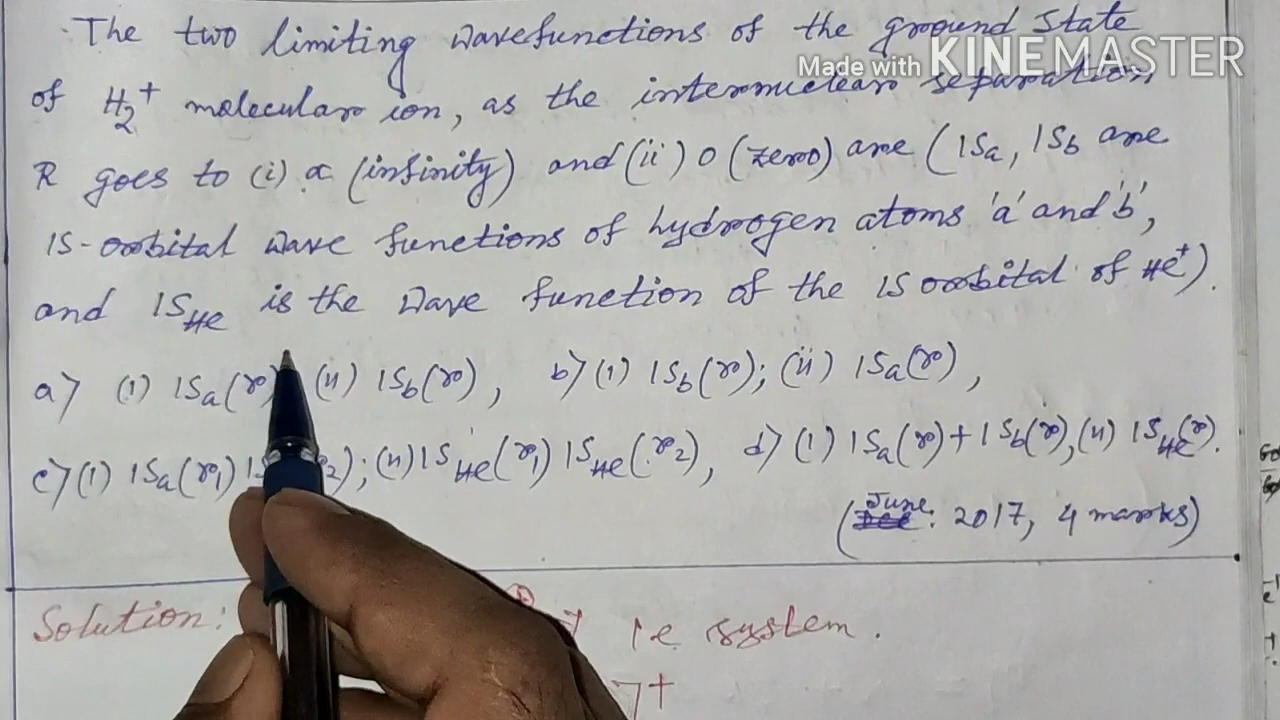 The two limiting wavefunctions of the ground state
Made with KINEMASTER
of H2+ molecular ion, as the internuclear separation
R goes to (i) ∝ (infinity) and (ii) 0 (zero) are (1Sa, 1Sb are
1S-orbital wave functions of hydrogen atoms 'a' and 'b',
and 1SHe is the wave function of the 1S orbital of He+).
a) (i) 1Sa(r) (ii) 1Sb(r), b) (i) 1Sb(r); (ii) 1Sa(r),
c) (i) 1Sa(r1) ); (ii) 1SHe(r1) 1SHe(r2), d) (i) 1Sa(r) + 1Sb(r), (ii) 1SHe(r).
(June: 2017, 4 marks)
Solution: 1e system.
+